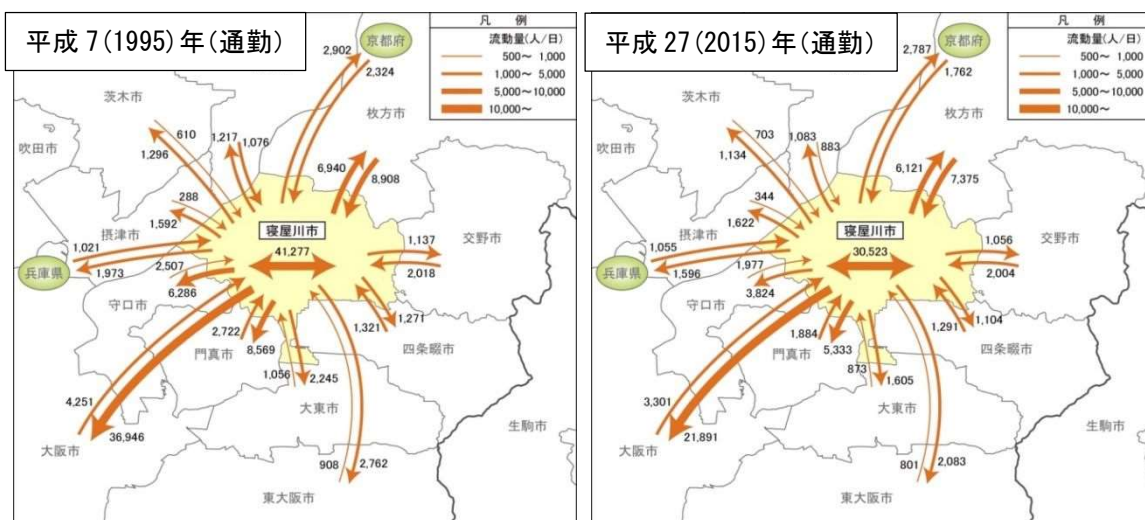 平成 7(1995)年(通勤)
凡 例
流動量(人/日)
500～ 1,000
1,000～ 5,000
5,000～10,000
10,000～
京都府
2,902
2,324
茨木市
枚方市
吹田市
610
1,296
1,217
1,076
6,940
8,908
288
1,592
摂津市
寝屋川市
41,277
交野市
1,137
2,018
兵庫県
1,021
1,973
2,507
6,286
守口市
2,722
8,569
門真市
1,271
1,321
四条畷市
1,056
2,245
大東市
4,251
36,946
大阪市
生駒市
908
2,762
東大阪市
平成 27(2015)年(通勤)
凡 例
流動量(人/日)
500～ 1,000
1,000～ 5,000
5,000～10,000
10,000～
京都府
2,787
1,762
茨木市
枚方市
吹田市
703
1,134
1,083
883
6,121
7,375
344
1,622
摂津市
寝屋川市
30,523
交野市
1,056
2,004
兵庫県
1,055
1,596
1,977
3,824
守口市
1,884
5,333
門真市
1,104
1,291
四条畷市
873
1,605
大東市
3,301
21,891
大阪市
生駒市
801
2,083
東大阪市